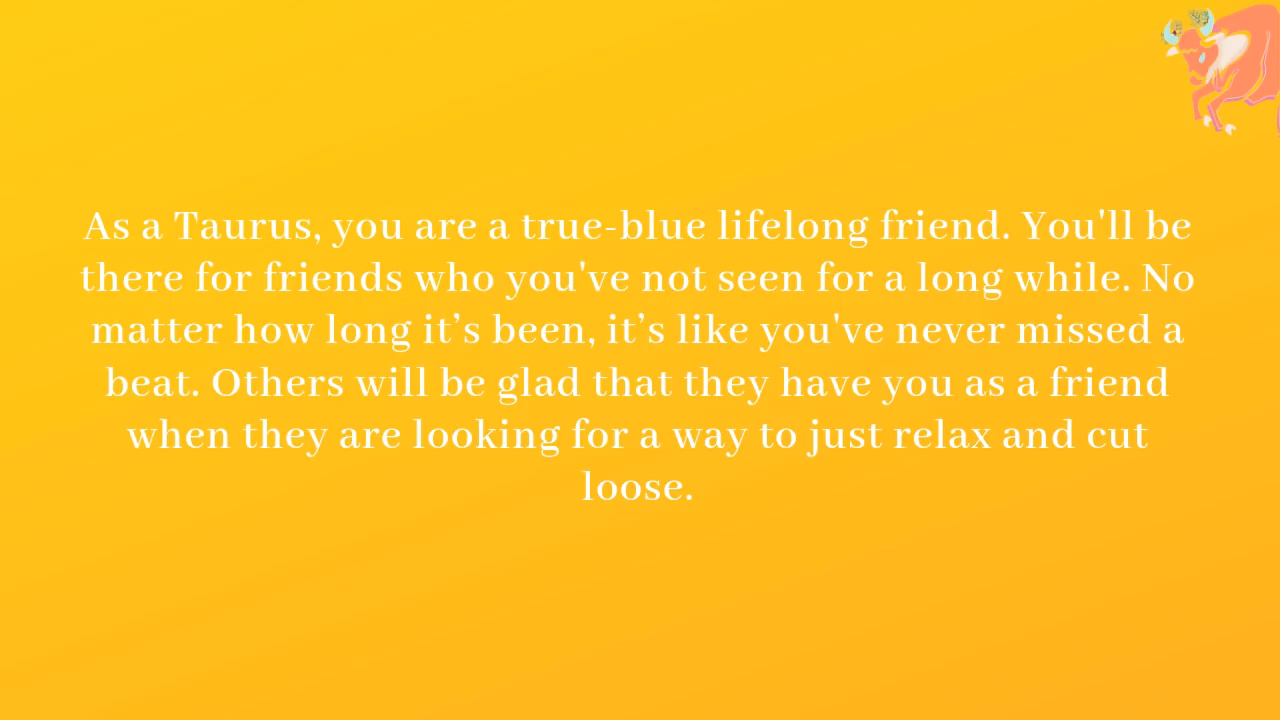 As a Taurus, you are a true-blue lifelong friend. You'll be
there for friends who you've not seen for a long while. No
matter how long it’s been, it’s like you've never missed a
beat. Others will be glad that they have you as a friend
when they are looking for a way to just relax and cut
loose.